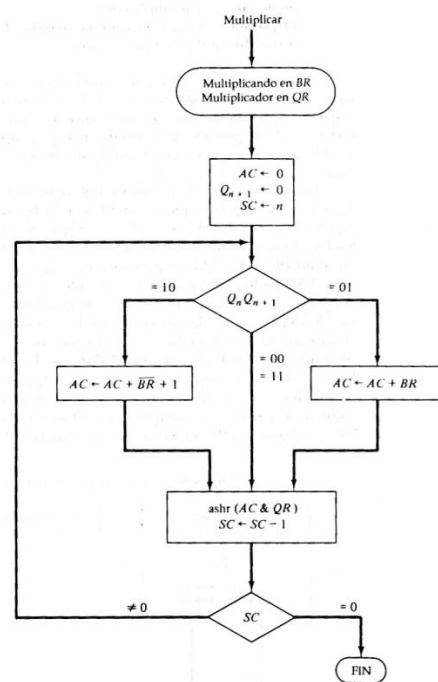 Multiplicar
Multiplicando en BR
Multiplicador en QR
AC ← 0
Qn + 1 ← 0
SC ← n
= 10
QnQn + 1
= 01
= 00
= 11
AC ← AC + B̅R̅ + 1
AC ← AC + BR
ashr (AC & QR)
SC ← SC − 1
≠ 0
SC
= 0
FIN